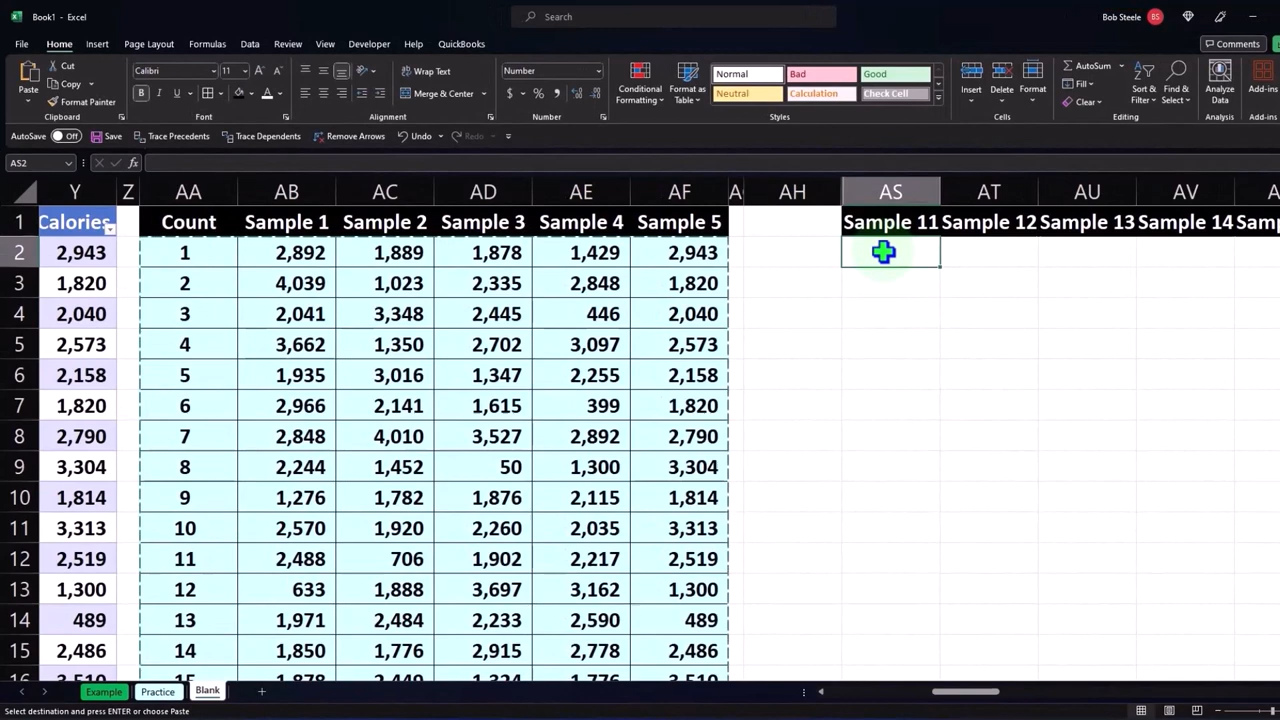 Book1 - Excel
Search
Bob Steele BS
File Home Insert Page Layout Formulas Data Review View Developer Help QuickBooks
Comments
Paste
Cut
Copy
Format Painter
Clipboard
Calibri 11
B I U
Font
Wrap Text
Merge & Center
Alignment
Number
$ % ,
Number
Conditional Formatting
Format as Table
Normal Bad Good
Neutral Calculation Check Cell
Styles
Insert Delete Format
Cells
AutoSum
Fill
Clear
Sort & Filter
Find & Select
Editing
Analyze Data
Analysis
Add-ins
Add-ins
AutoSave Off Save Trace Precedents Trace Dependents Remove Arrows Undo Redo
AS2 fx
Y Z AA AB AC AD AE AF AH AS AT AU AV
1 Calories Count Sample 1 Sample 2 Sample 3 Sample 4 Sample 5 Sample 11 Sample 12 Sample 13 Sample 14
2 2,943 1 2,892 1,889 1,878 1,429 2,943
3 1,820 2 4,039 1,023 2,335 2,848 1,820
4 2,040 3 2,041 3,348 2,445 446 2,040
5 2,573 4 3,662 1,350 2,702 3,097 2,573
6 2,158 5 1,935 3,016 1,347 2,255 2,158
7 1,820 6 2,966 2,141 1,615 399 1,820
8 2,790 7 2,848 4,010 3,527 2,892 2,790
9 3,304 8 2,244 1,452 50 1,300 3,304
10 1,814 9 1,276 1,782 1,876 2,115 1,814
11 3,313 10 2,570 1,920 2,260 2,035 3,313
12 2,519 11 2,488 706 1,902 2,217 2,519
13 1,300 12 633 1,888 3,697 3,162 1,300
14 489 13 1,971 2,484 2,233 2,590 489
15 2,486 14 1,850 1,776 2,915 2,778 2,486
Example Practice Blank
Select destination and press ENTER or choose Paste